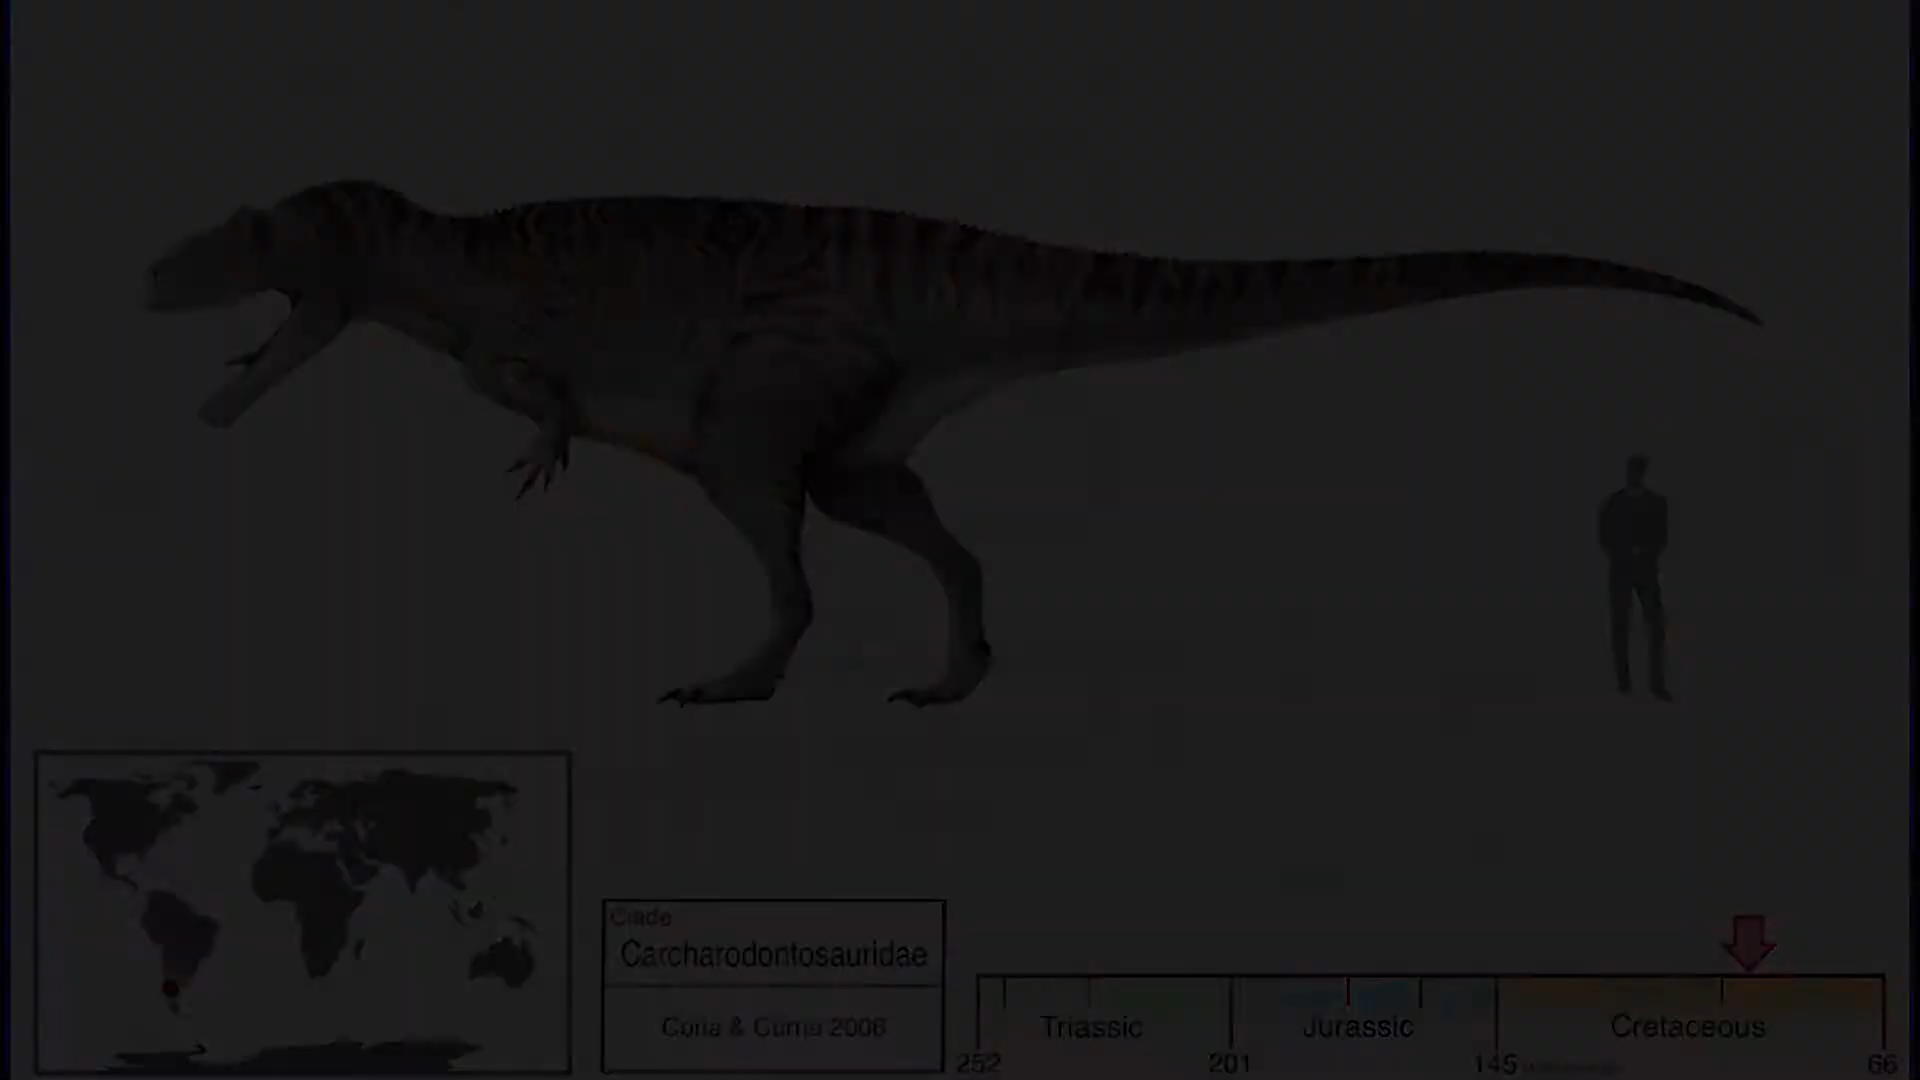 Clade
Carcharodontosauridae
Coria & Currie 2006
Triassic
Jurassic
Cretaceous
252
201
145
66